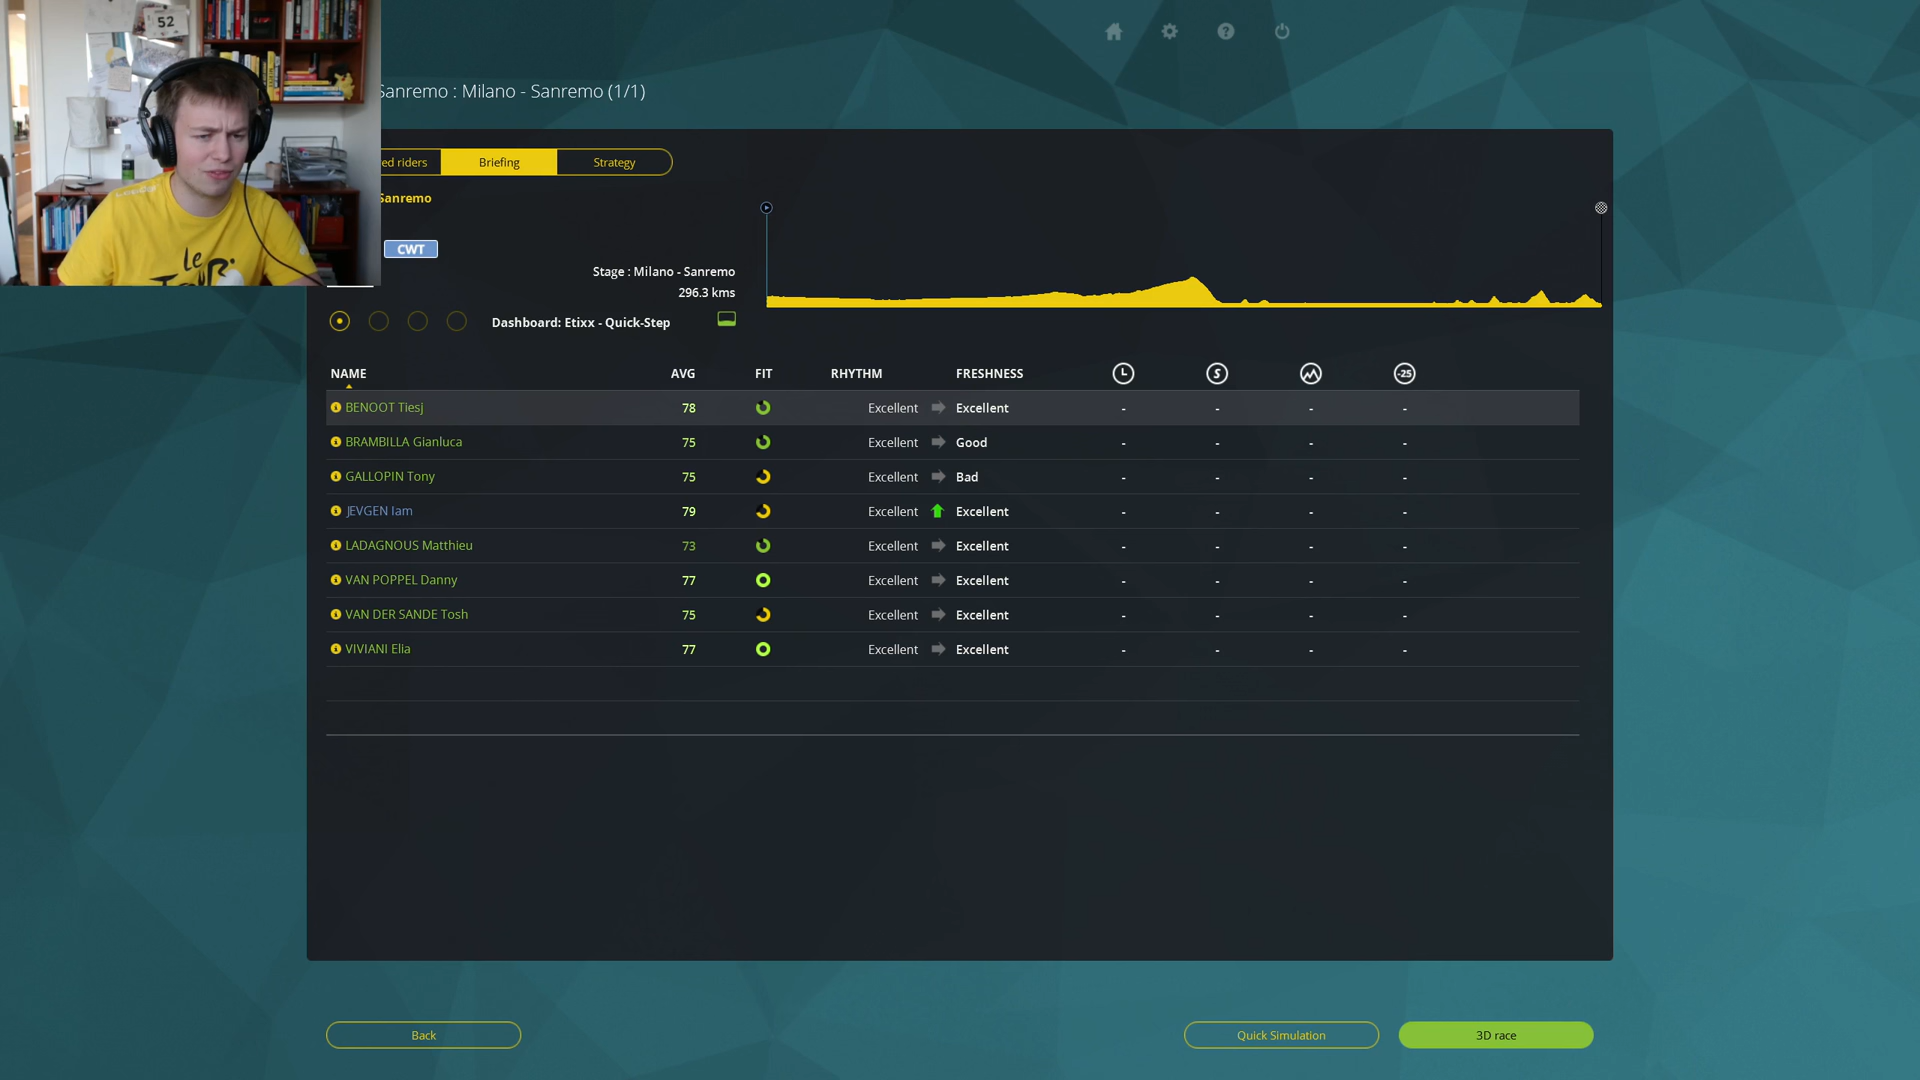 52
Sanremo : Milano - Sanremo (1/1)
ed riders
Briefing
Strategy
Sanremo
CWT
Stage : Milano - Sanremo
296.3 kms
Dashboard: Etixx - Quick-Step
NAME AVG FIT RHYTHM FRESHNESS S -25
BENOOT Tiesj 78 Excellent Excellent - - - -
BRAMBILLA Gianluca 75 Excellent Good - - - -
GALLOPIN Tony 75 Excellent Bad - - - -
JEVGEN Iam 79 Excellent Excellent - - - -
LADAGNOUS Matthieu 73 Excellent Excellent - - - -
VAN POPPEL Danny 77 Excellent Excellent - - - -
VAN DER SANDE Tosh 75 Excellent Excellent - - - -
VIVIANI Elia 77 Excellent Excellent - - - -
Back
Quick Simulation
3D race
le